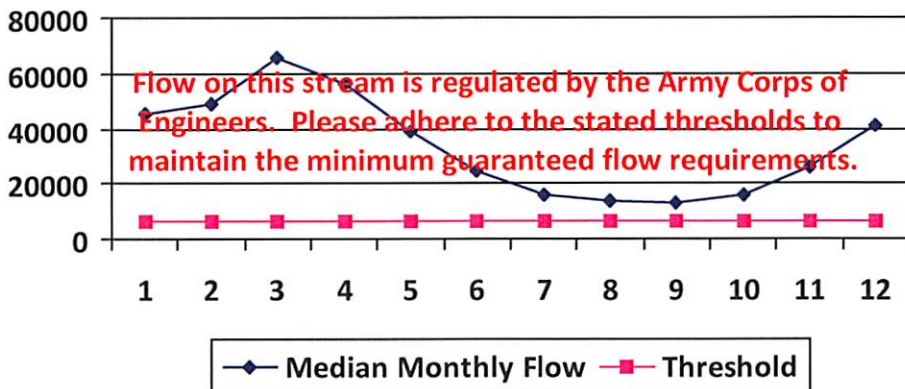 80000
60000
40000
20000
0
Flow on this stream is regulated by the Army Corps of
Engineers. Please adhere to the stated thresholds to
maintain the minimum guaranteed flow requirements.
1 2 3 4 5 6 7 8 9 10 11 12
Median Monthly Flow Threshold